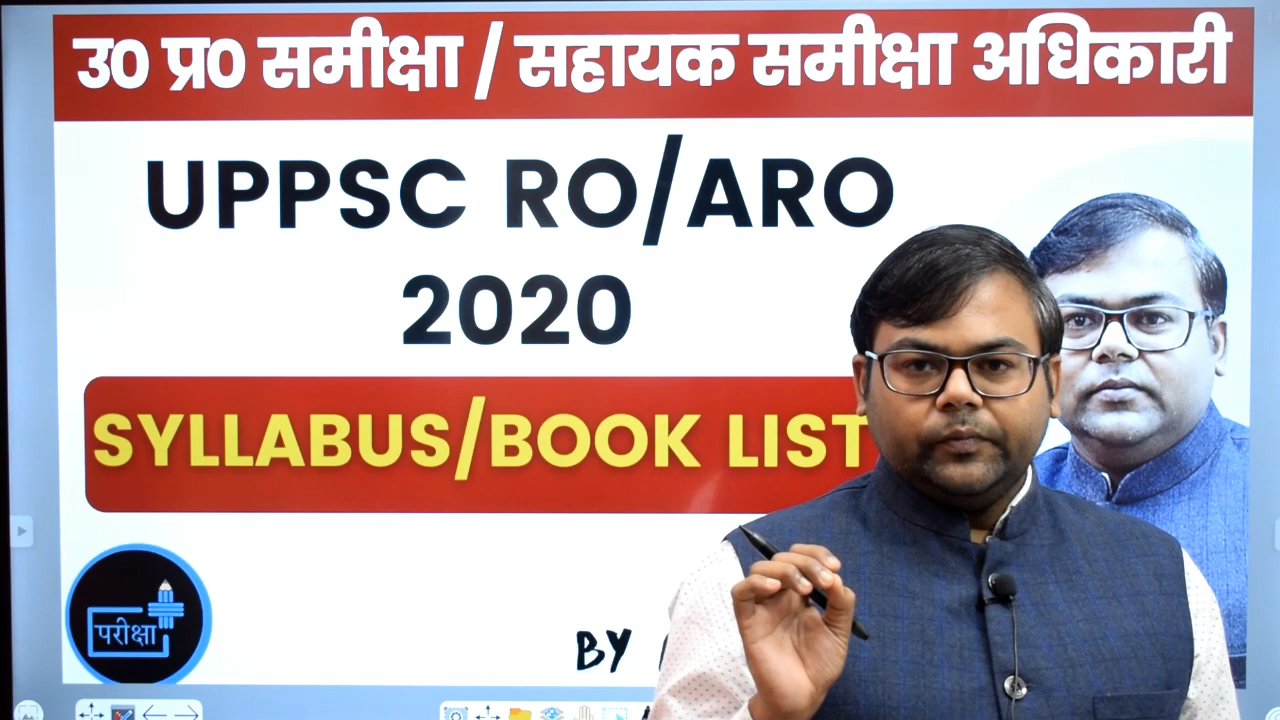 उ0 प्र0 समीक्षा / सहायक समीक्षा अधिकारी
UPPSC RO/ARO
2020
SYLLABUS/BOOK LIST
परीक्षा
BY